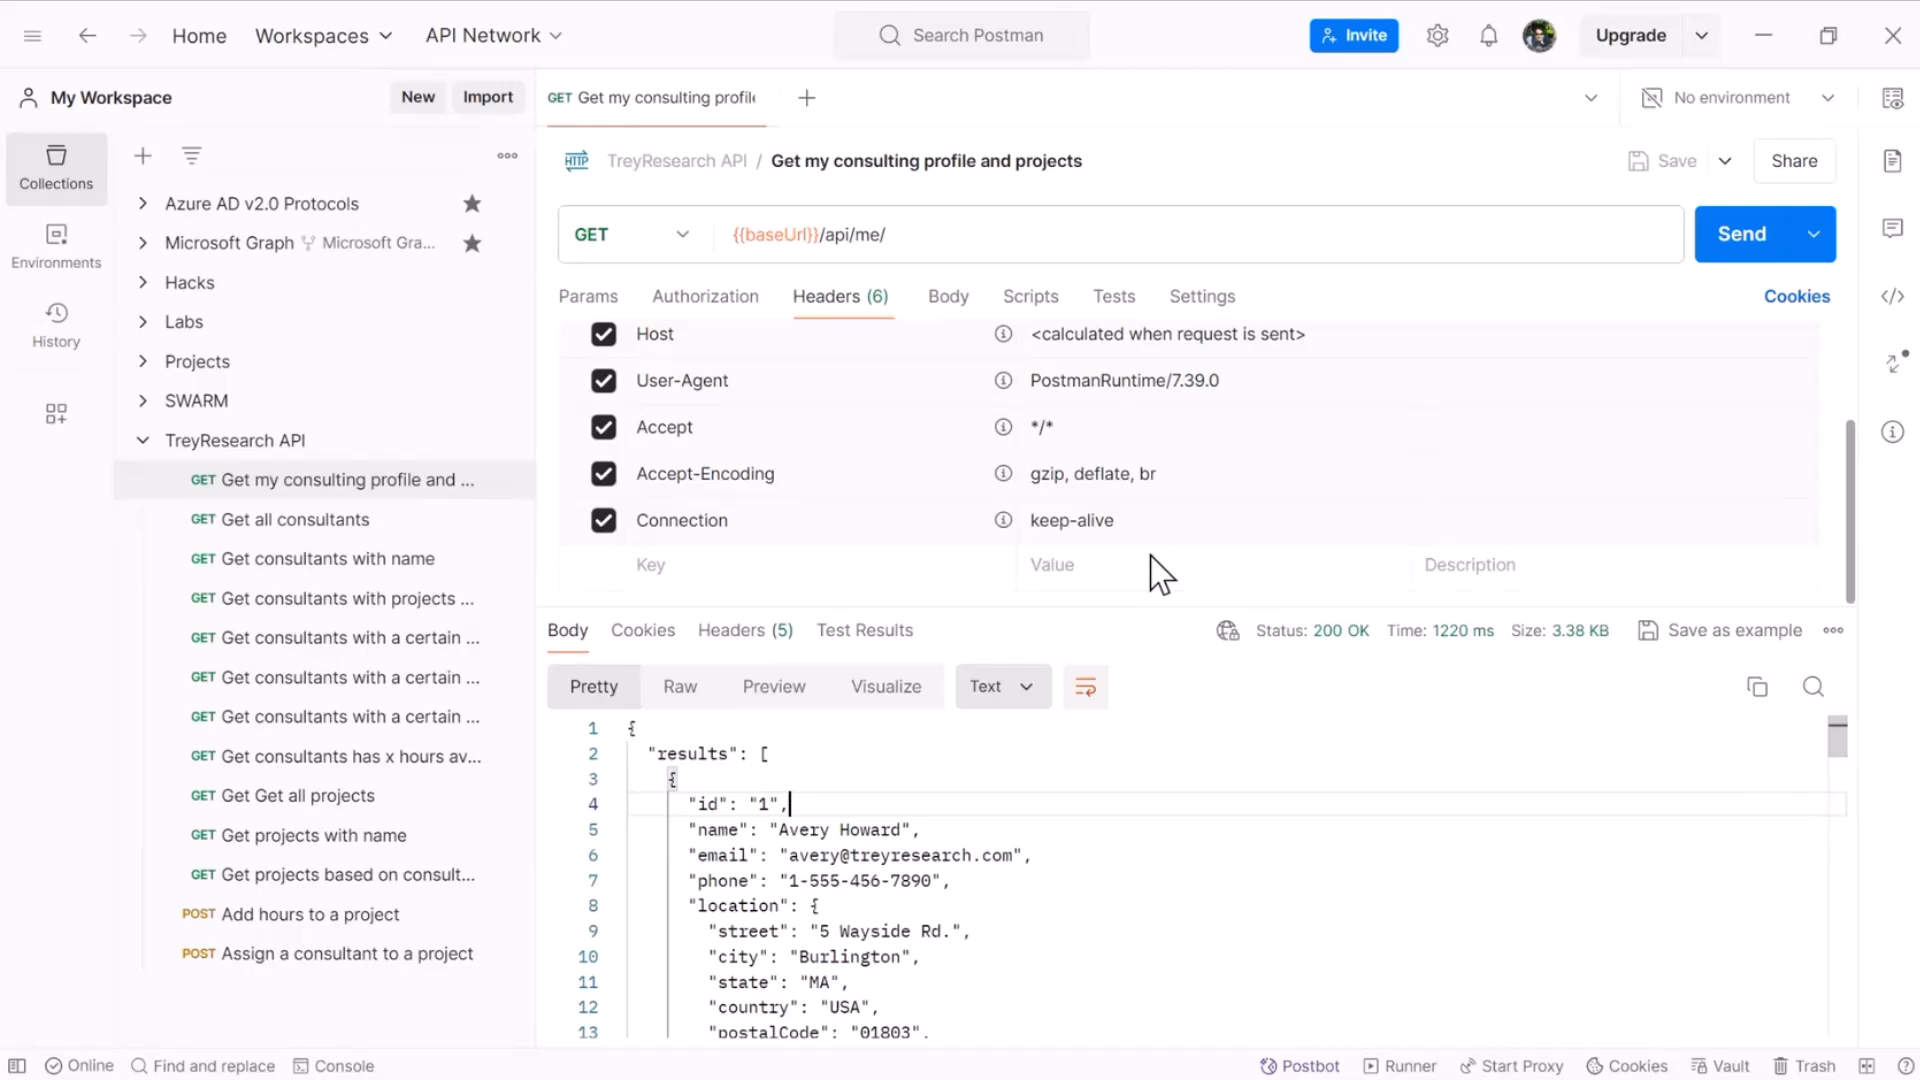 Home Workspaces API Network Search Postman Invite Upgrade
My Workspace New Import GET Get my consulting profile No environment
Collections
Environments
History
Azure AD v2.0 Protocols
Microsoft Graph Microsoft Gra...
Hacks
Labs
Projects
SWARM
TreyResearch API
GET Get my consulting profile and ...
GET Get all consultants
GET Get consultants with name
GET Get consultants with projects ...
GET Get consultants with a certain ...
GET Get consultants with a certain ...
GET Get consultants with a certain ...
GET Get consultants has x hours av...
GET Get Get all projects
GET Get projects with name
GET Get projects based on consult...
POST Add hours to a project
POST Assign a consultant to a project
HTTP TreyResearch API / Get my consulting profile and projects Save Share
GET {{baseUrl}}/api/me/ Send
Params Authorization Headers (6) Body Scripts Tests Settings Cookies
Host <calculated when request is sent>
User-Agent PostmanRuntime/7.39.0
Accept */*
Accept-Encoding gzip, deflate, br
Connection keep-alive
Key Value Description
Body Cookies Headers (5) Test Results Status: 200 OK Time: 1220 ms Size: 3.38 KB Save as example
Pretty Raw Preview Visualize Text
1 {
2 "results": [
3 {
4 "id": "1",
5 "name": "Avery Howard",
6 "email": "avery@treyresearch.com",
7 "phone": "1-555-456-7890",
8 "location": {
9 "street": "5 Wayside Rd.",
10 "city": "Burlington",
11 "state": "MA",
12 "country": "USA",
13 "postalCode": "01803",
Online Find and replace Console Postbot Runner Start Proxy Cookies Vault Trash